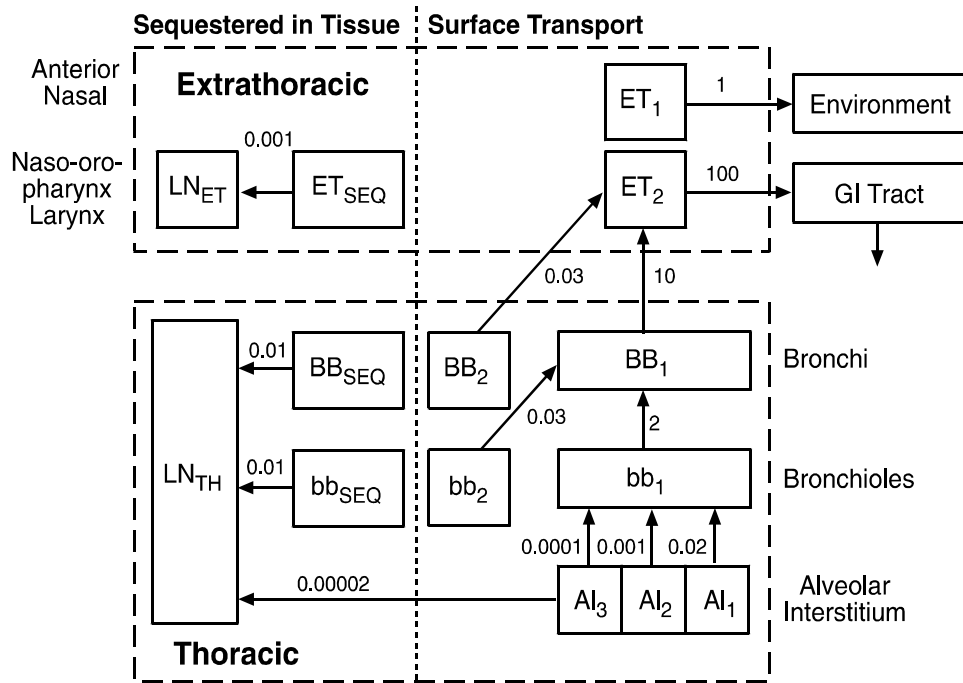 Sequestered in Tissue
Surface Transport
Anterior
Nasal
Extrathoracic
ET1
1
Environment
Naso-oro-
pharynx
Larynx
LNET
0.001
ETSEQ
ET2
100
GI Tract
0.03
10
LNTH
0.01
BBSEQ
BB2
BB1
Bronchi
0.03
2
0.01
bbSEQ
bb2
bb1
Bronchioles
0.0001
0.001
0.02
0.00002
AI3
AI2
AI1
Alveolar
Interstitium
Thoracic